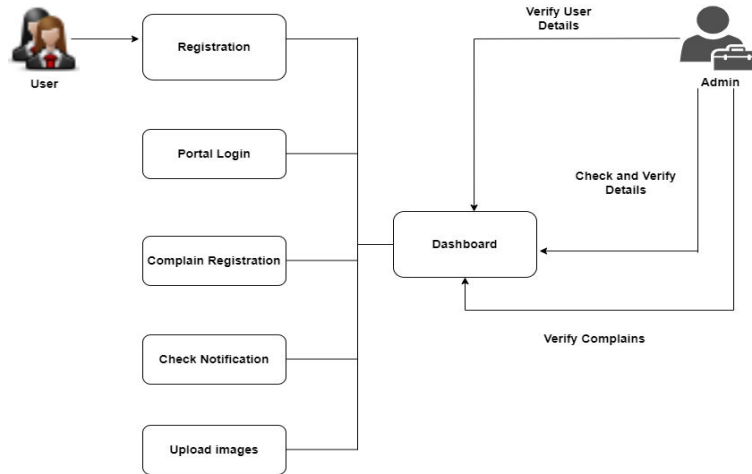 Verify User
Details
Registration
User
Admin
Portal Login
Check and Verify
Details
Dashboard
Complain Registration
Verify Complains
Check Notification
Upload images